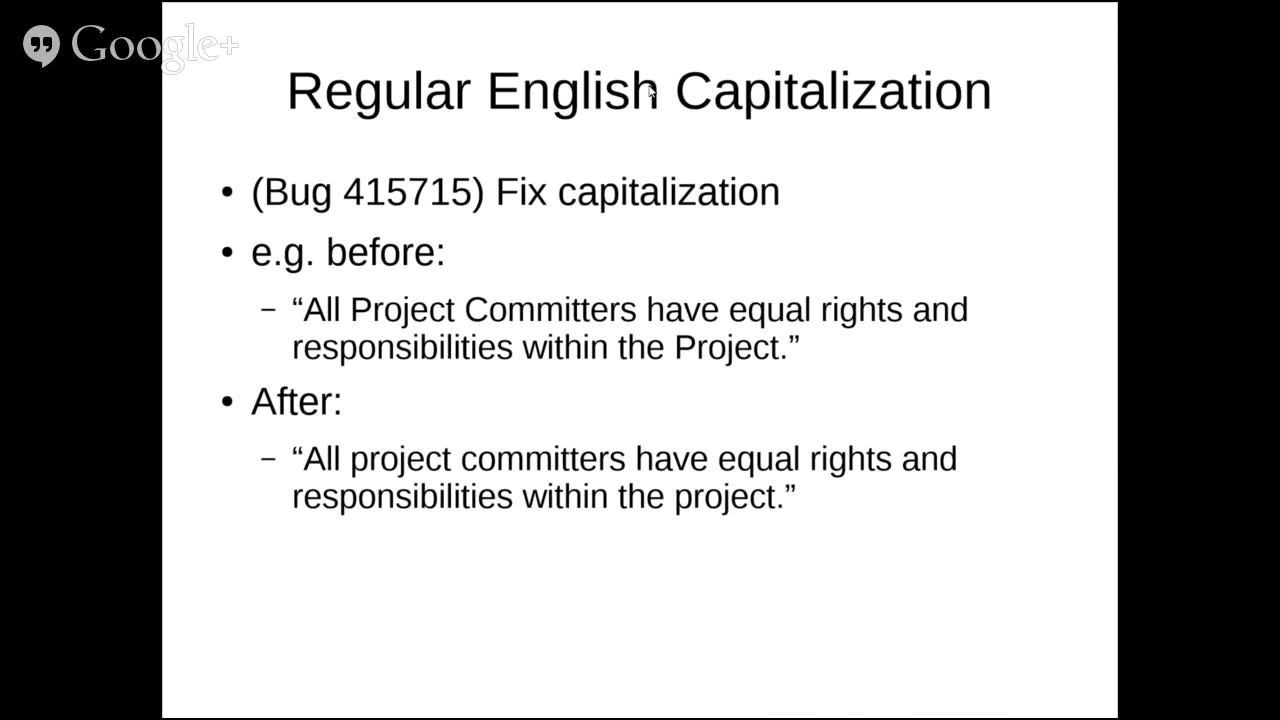 Google+
Regular English Capitalization
• (Bug 415715) Fix capitalization
• e.g. before:
– “All Project Committers have equal rights and
responsibilities within the Project.”
• After:
– “All project committers have equal rights and
responsibilities within the project.”